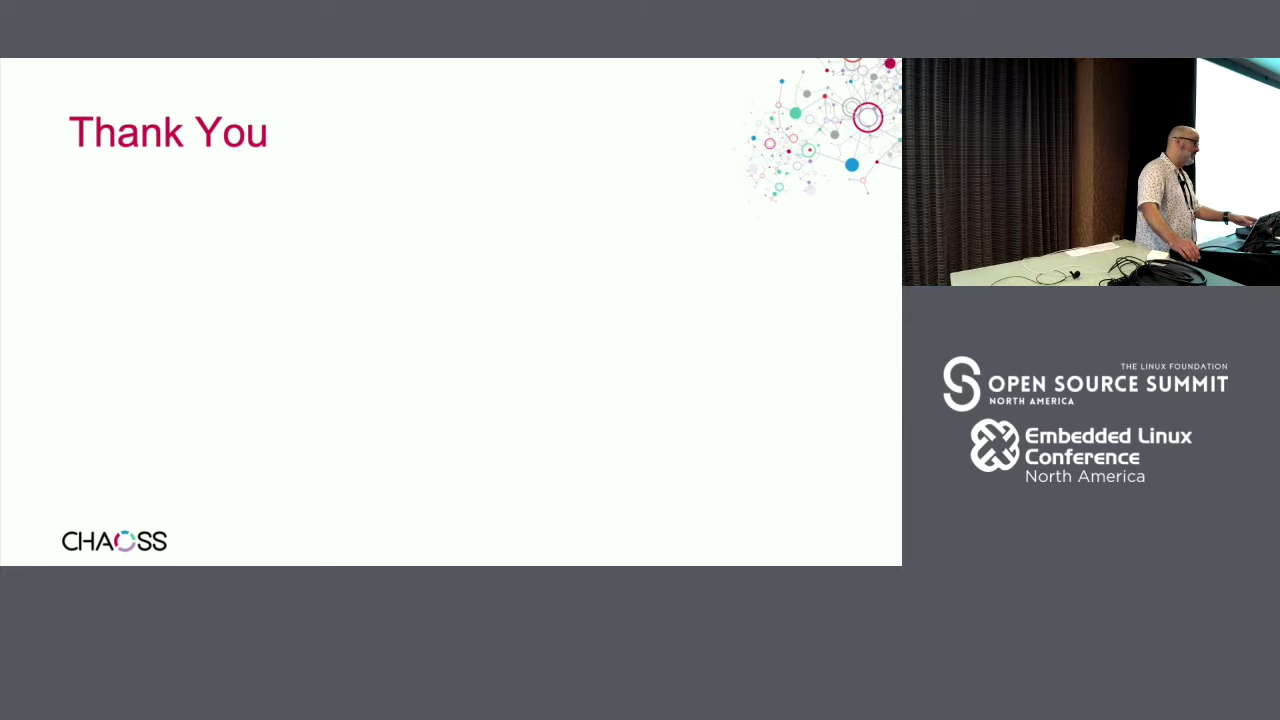 Thank You
CHAOSS
THE LINUX FOUNDATION
OPEN SOURCE SUMMIT
NORTH AMERICA
Embedded Linux
Conference
North America